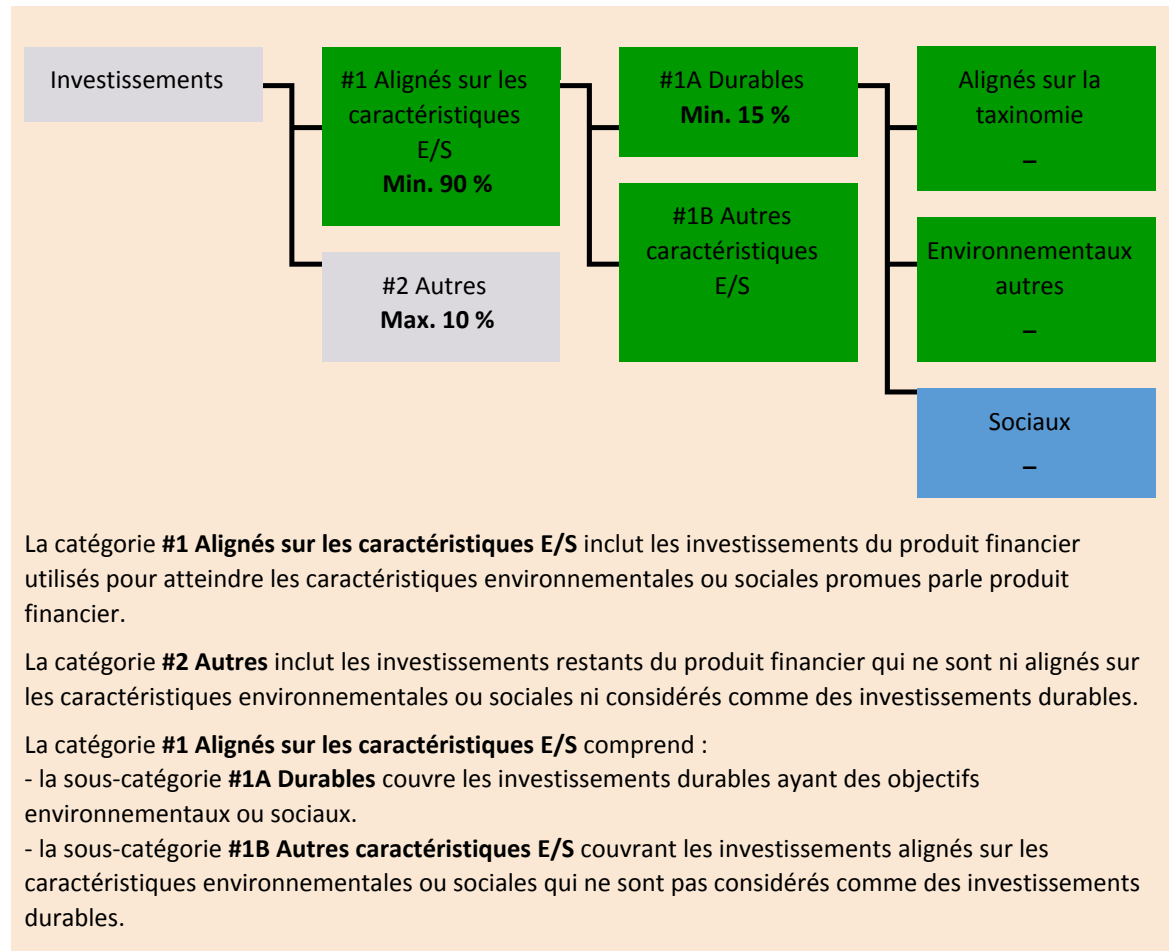 Investissements
#1 Alignés sur les
caractéristiques
E/S
Min. 90 %
#2 Autres
Max. 10 %
#1A Durables
Min. 15 %
#1B Autres
caractéristiques
E/S
Alignés sur la
taxinomie
–
Environnementaux
autres
–
Sociaux
–
La catégorie #1 Alignés sur les caractéristiques E/S inclut les investissements du produit financier
utilisés pour atteindre les caractéristiques environnementales ou sociales promues parle produit
financier.
La catégorie #2 Autres inclut les investissements restants du produit financier qui ne sont ni alignés sur
les caractéristiques environnementales ou sociales ni considérés comme des investissements durables.
La catégorie #1 Alignés sur les caractéristiques E/S comprend :
- la sous-catégorie #1A Durables couvre les investissements durables ayant des objectifs
environnementaux ou sociaux.
- la sous-catégorie #1B Autres caractéristiques E/S couvrant les investissements alignés sur les
caractéristiques environnementales ou sociales qui ne sont pas considérés comme des investissements
durables.